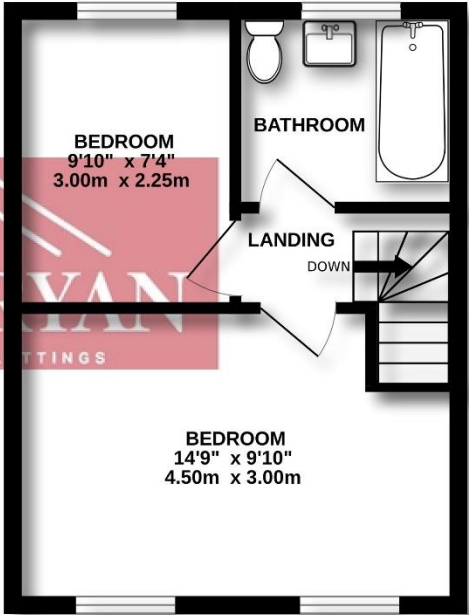 BEDROOM
9'10" x 7'4"
3.00m x 2.25m
BATHROOM
LANDING
DOWN
RYAN
TTINGS
BEDROOM
14'9" x 9'10"
4.50m x 3.00m